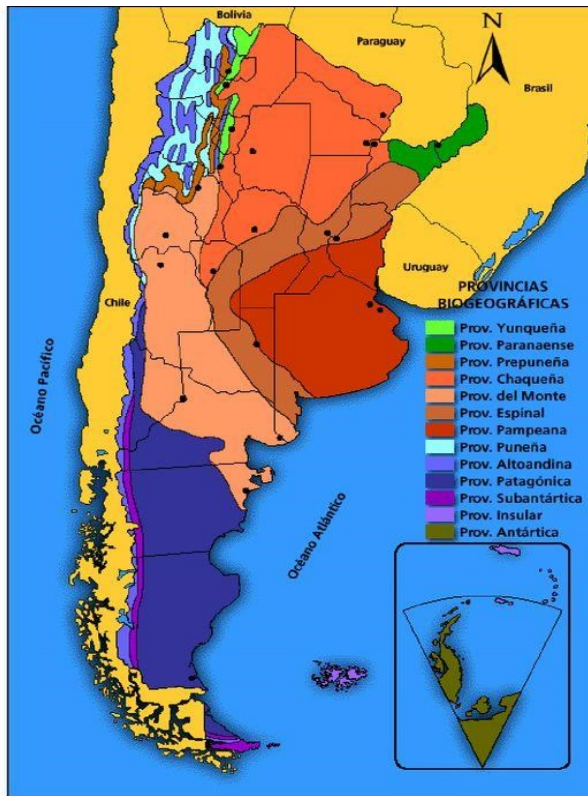 Bolivia
N
Paraguay
Brasil
Uruguay
Chile
Océano Pacífico
Océano Atlántico
PROVINCIAS
BIOGEOGRÁFICAS
Prov. Yunqueña
Prov. Paranaense
Prov. Prepuneña
Prov. Chaqueña
Prov. del Monte
Prov. Espinal
Prov. Pampeana
Prov. Puneña
Prov. Altoandina
Prov. Patagónica
Prov. Subantártica
Prov. Insular
Prov. Antártica